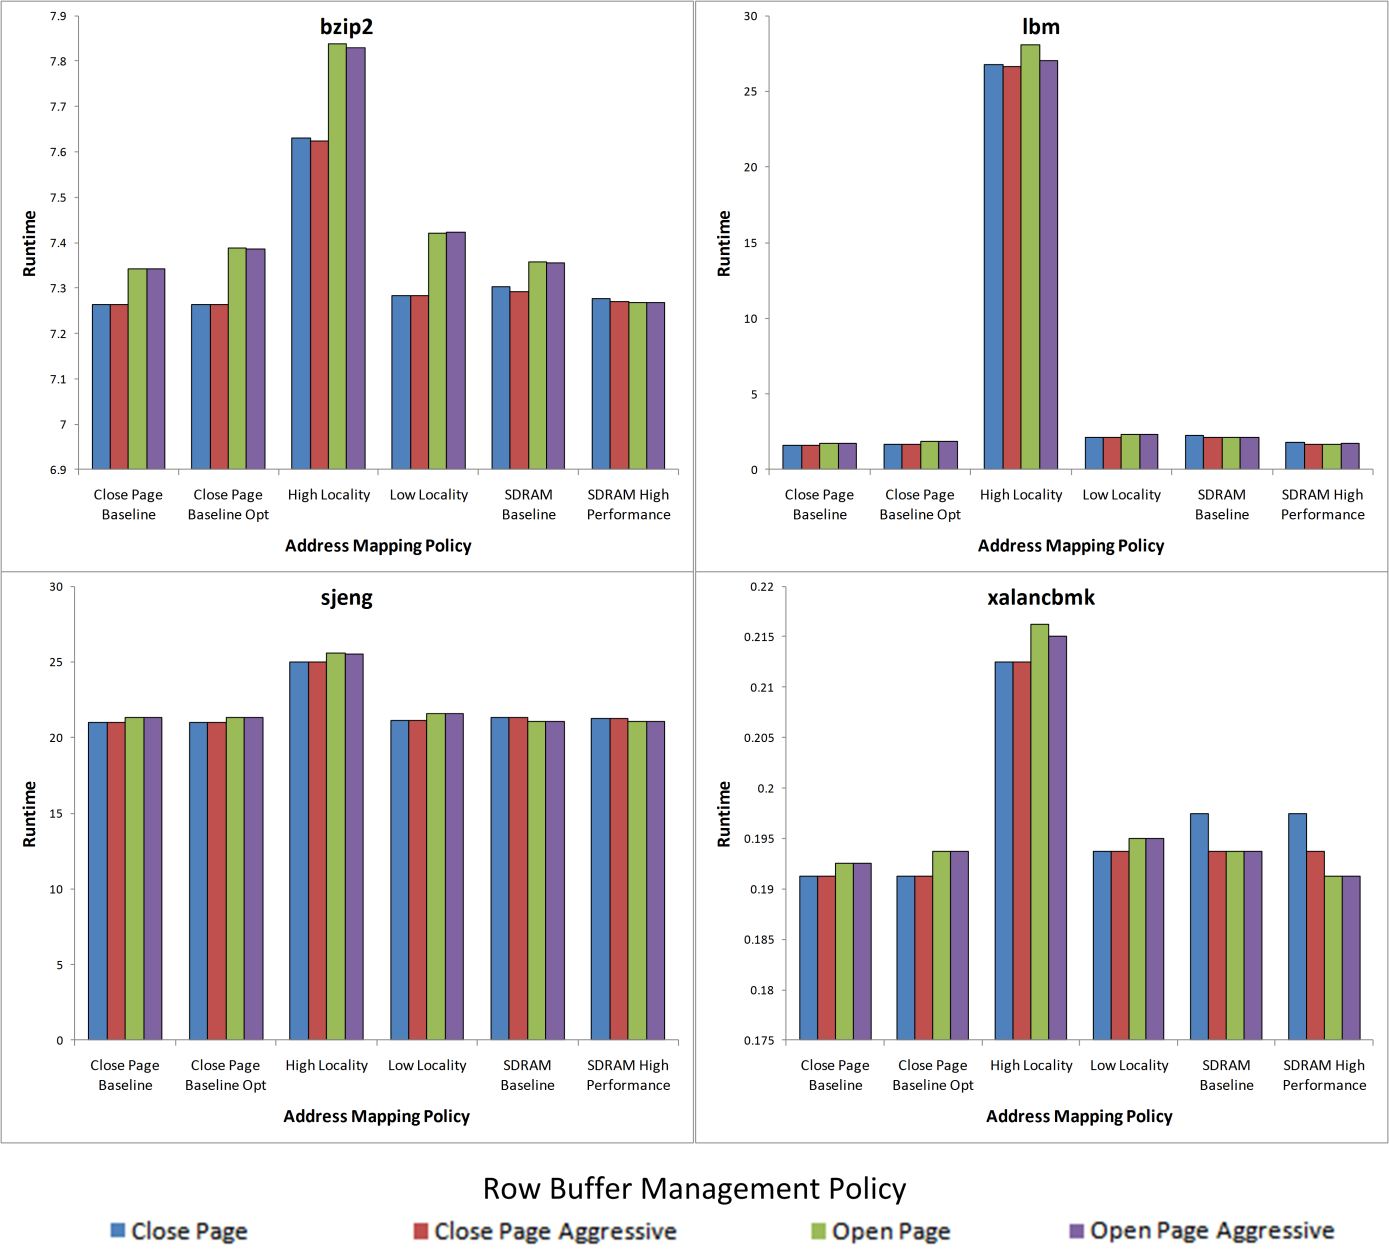 bzip2
7.9
7.8
7.7
7.6
7.5
7.4
7.3
7.2
7.1
7
6.9
Runtime
Close Page Baseline
Close Page Baseline Opt
High Locality
Low Locality
SDRAM Baseline
SDRAM High Performance
Address Mapping Policy
lbm
30
25
20
15
10
5
0
Runtime
Close Page Baseline
Close Page Baseline Opt
High Locality
Low Locality
SDRAM Baseline
SDRAM High Performance
Address Mapping Policy
sjeng
30
25
20
15
10
5
0
Runtime
Close Page Baseline
Close Page Baseline Opt
High Locality
Low Locality
SDRAM Baseline
SDRAM High Performance
Address Mapping Policy
xalancbmk
0.22
0.215
0.21
0.205
0.2
0.195
0.19
0.185
0.18
0.175
Runtime
Close Page Baseline
Close Page Baseline Opt
High Locality
Low Locality
SDRAM Baseline
SDRAM High Performance
Address Mapping Policy
Row Buffer Management Policy
Close Page
Close Page Aggressive
Open Page
Open Page Aggressive